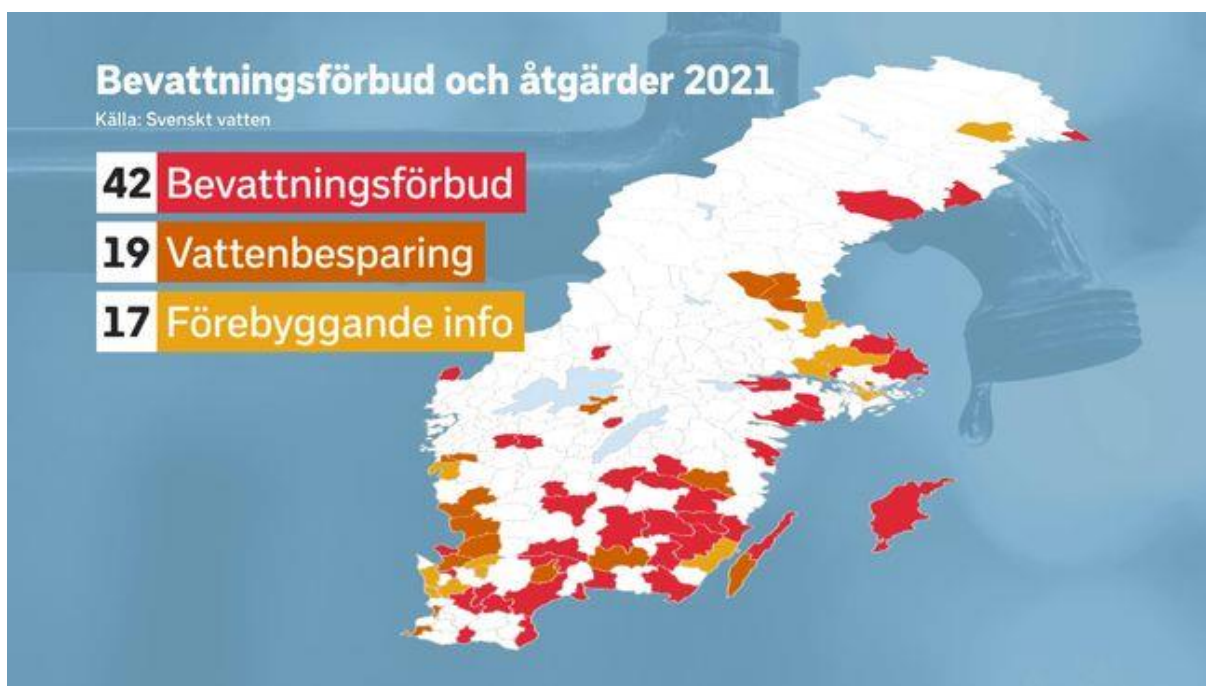 Bevattningsförbud och åtgärder 2021
Källa: Svenskt vatten
42 Bevattningsförbud
19 Vattenbesparing
17 Förebyggande info